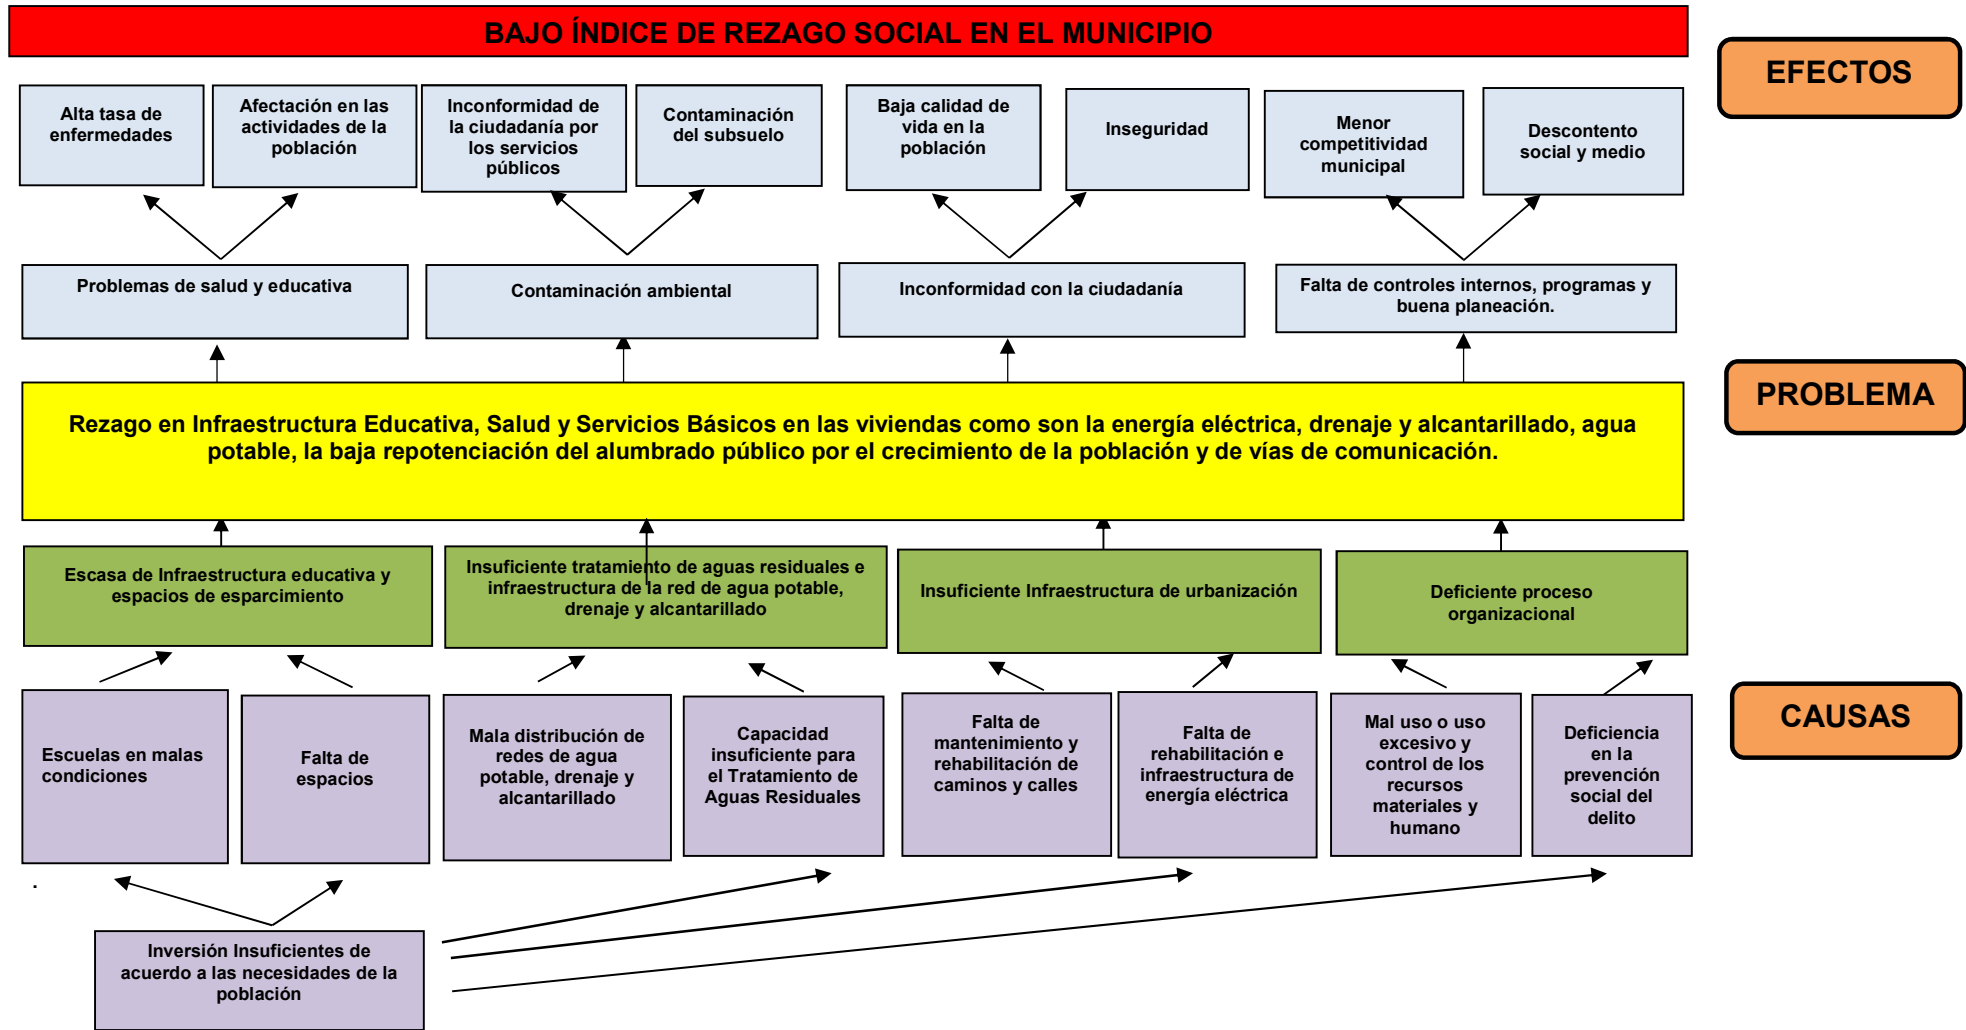 BAJO ÍNDICE DE REZAGO SOCIAL EN EL MUNICIPIO
EFECTOS
Alta tasa de
enfermedades
Afectación en las
actividades de la
población
Inconformidad de
la ciudadanía por
los servicios
públicos
Contaminación
del subsuelo
Baja calidad de
vida en la
población
Inseguridad
Menor
competitividad
municipal
Descontento
social y medio
Problemas de salud y educativa
Contaminación ambiental
Inconformidad con la ciudadanía
Falta de controles internos, programas y
buena planeación.
PROBLEMA
Rezago en Infraestructura Educativa, Salud y Servicios Básicos en las viviendas como son la energía eléctrica, drenaje y alcantarillado, agua
potable, la baja repotenciación del alumbrado público por el crecimiento de la población y de vías de comunicación.
Escasa de Infraestructura educativa y
espacios de esparcimiento
Insuficiente tratamiento de aguas residuales e
infraestructura de la red de agua potable,
drenaje y alcantarillado
Insuficiente Infraestructura de urbanización
Deficiente proceso
organizacional
CAUSAS
Escuelas en malas
condiciones
Falta de
espacios
Mala distribución de
redes de agua
potable, drenaje y
alcantarillado
Capacidad
insuficiente para
el Tratamiento de
Aguas Residuales
Falta de
mantenimiento y
rehabilitación de
caminos y calles
Falta de
rehabilitación e
infraestructura de
energía eléctrica
Mal uso o uso
excesivo y
control de los
recursos
materiales y
humano
Deficiencia
en la
prevención
social del
delito
.
Inversión Insuficientes de
acuerdo a las necesidades de la
población